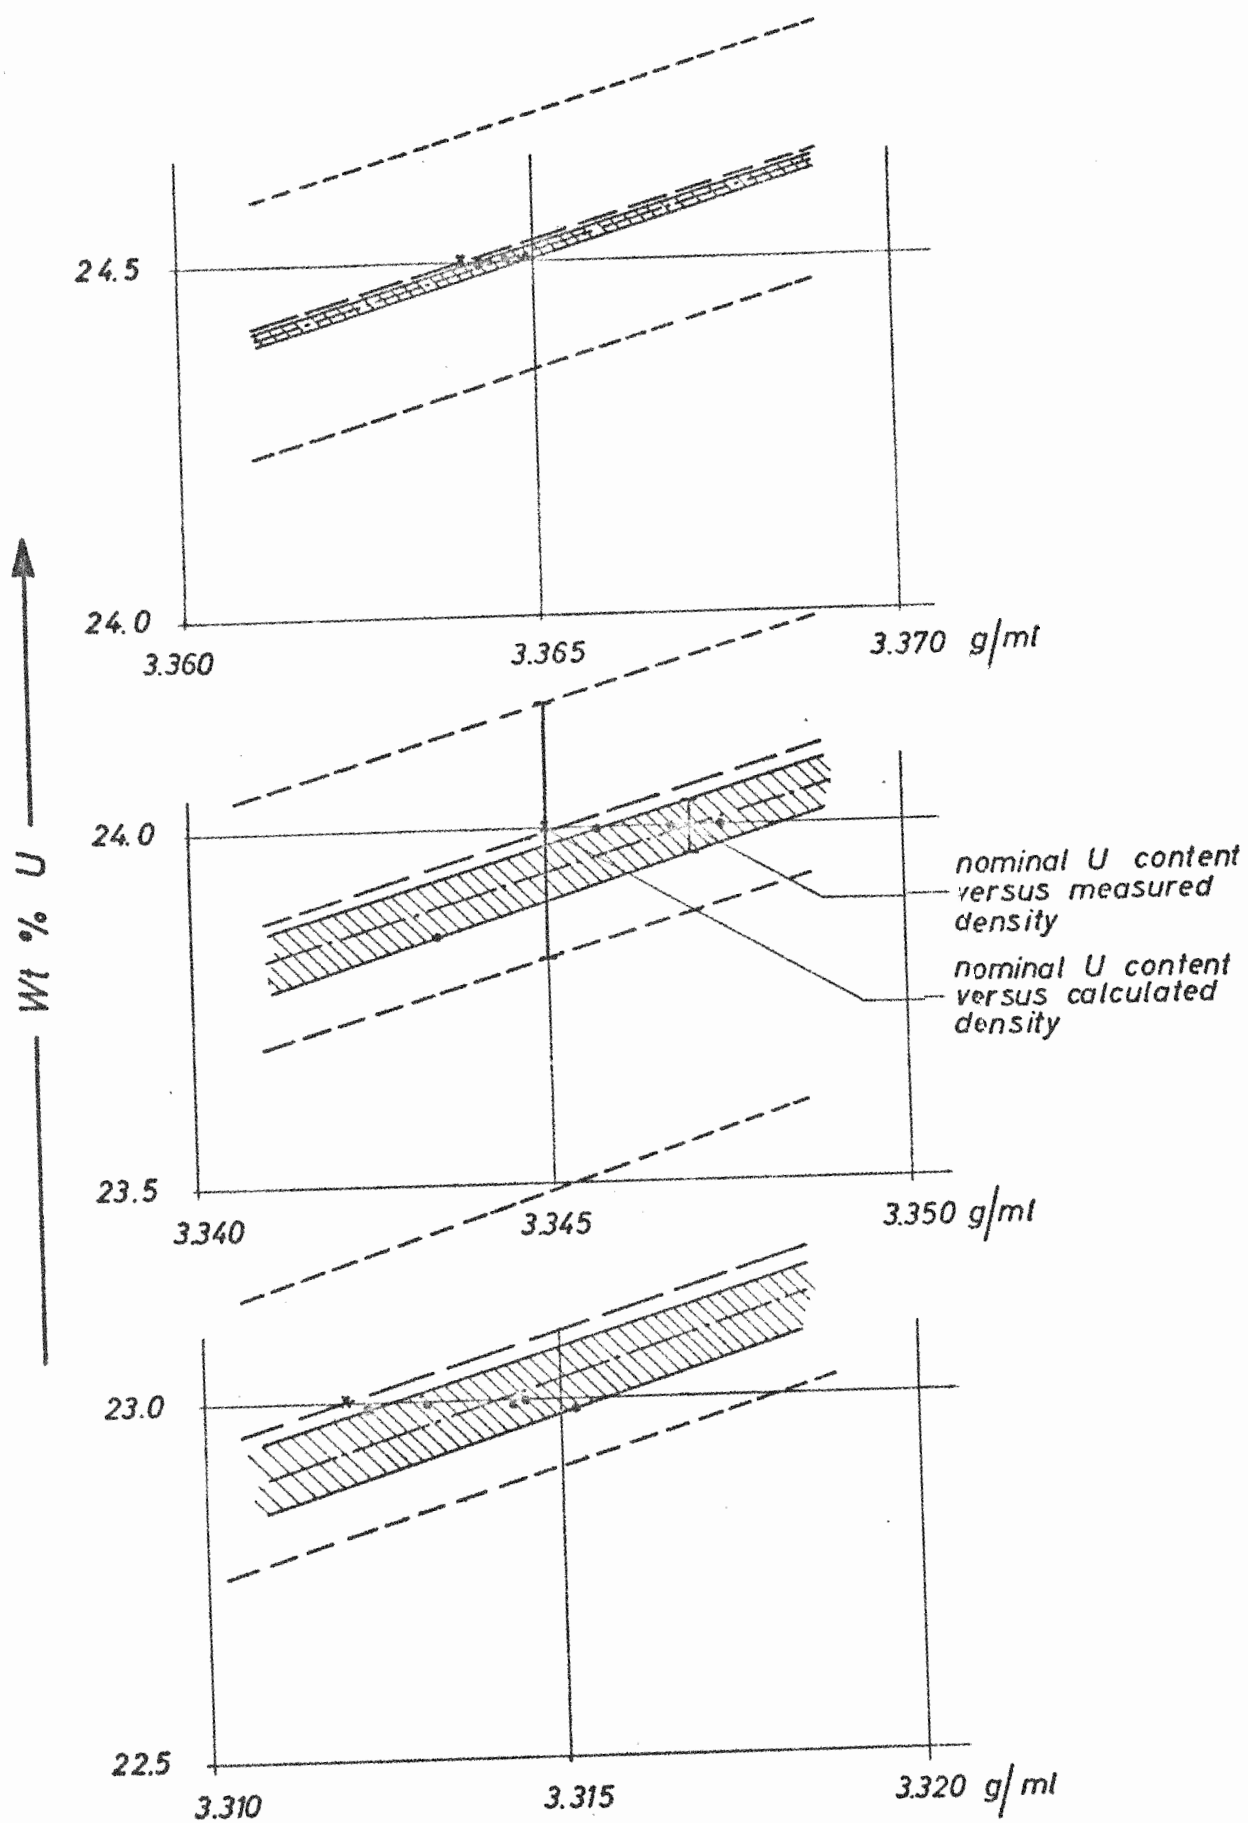 24.5
24.0
3.360
3.365
3.370 g/ml
24.0
nominal U content
versus measured
density
nominal U content
versus calculated
density
23.5
3.340
3.345
3.350 g/ml
23.0
22.5
3.310
3.315
3.320 g/ml
Wt % U